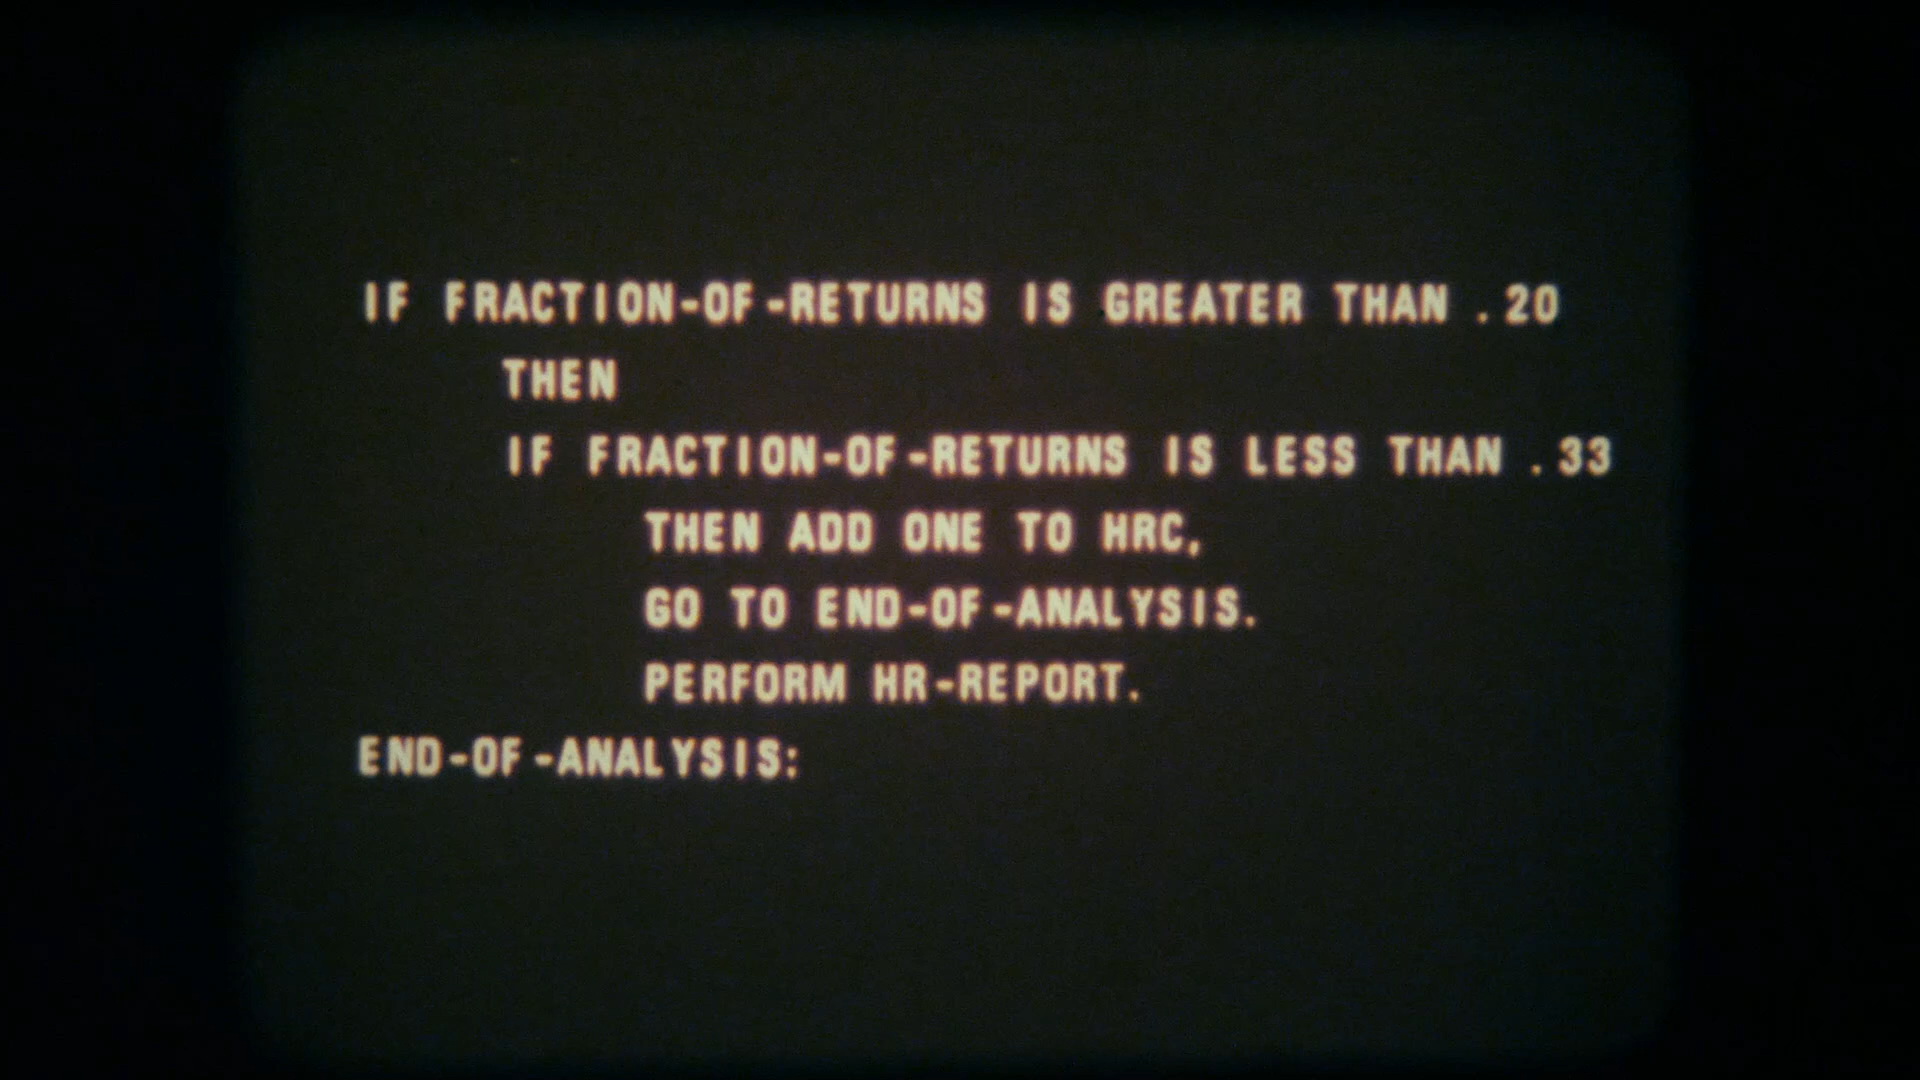 IF FRACTION-OF-RETURNS IS GREATER THAN .20
THEN
IF FRACTION-OF-RETURNS IS LESS THAN .33
THEN ADD ONE TO HRC,
GO TO END-OF-ANALYSIS.
PERFORM HR-REPORT.
END-OF-ANALYSIS: